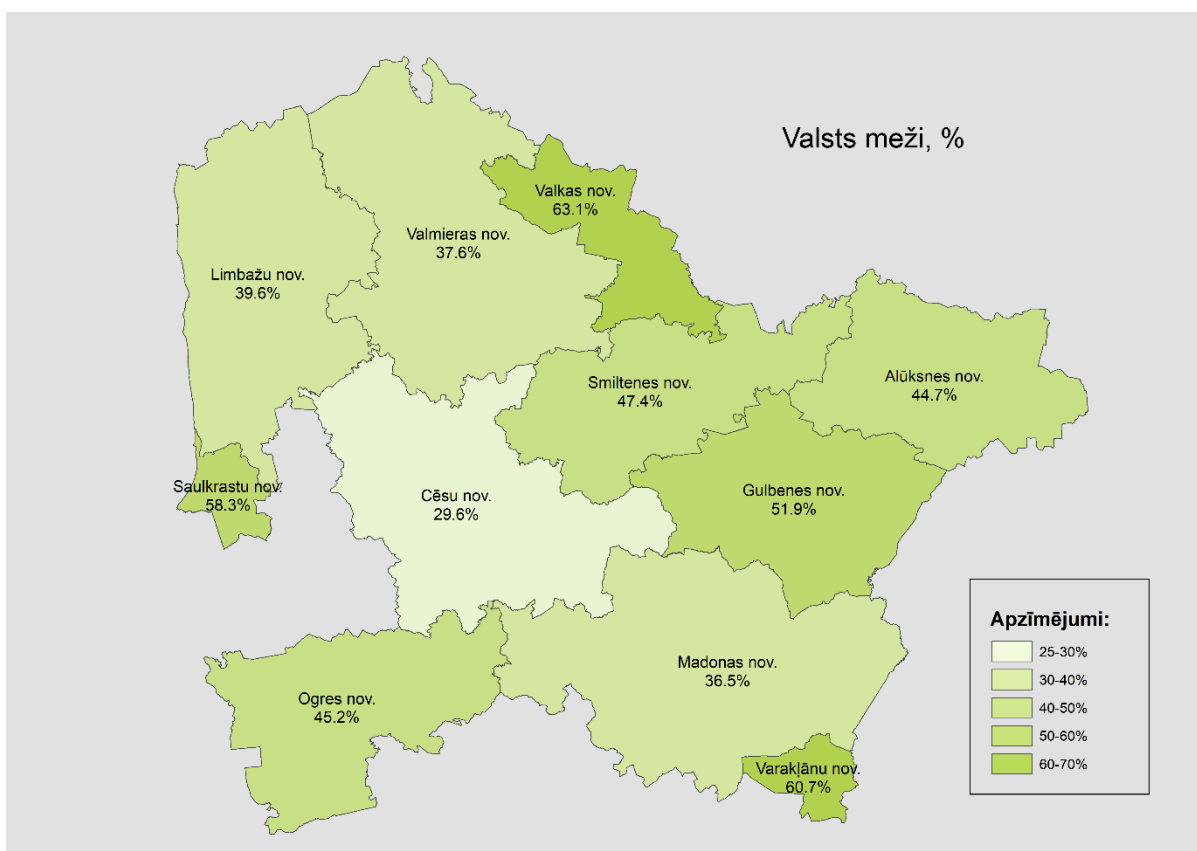 Valsts meži, %
Valkas nov.
63.1%
Valmieras nov.
37.6%
Limbažu nov.
39.6%
Smiltenes nov.
47.4%
Alūksnes nov.
44.7%
Saulkrastu nov.
58.3%
Cēsu nov.
29.6%
Gulbenes nov.
51.9%
Madonas nov.
36.5%
Ogres nov.
45.2%
Varakļānu nov.
60.7%
Apzīmējumi:
25-30%
30-40%
40-50%
50-60%
60-70%